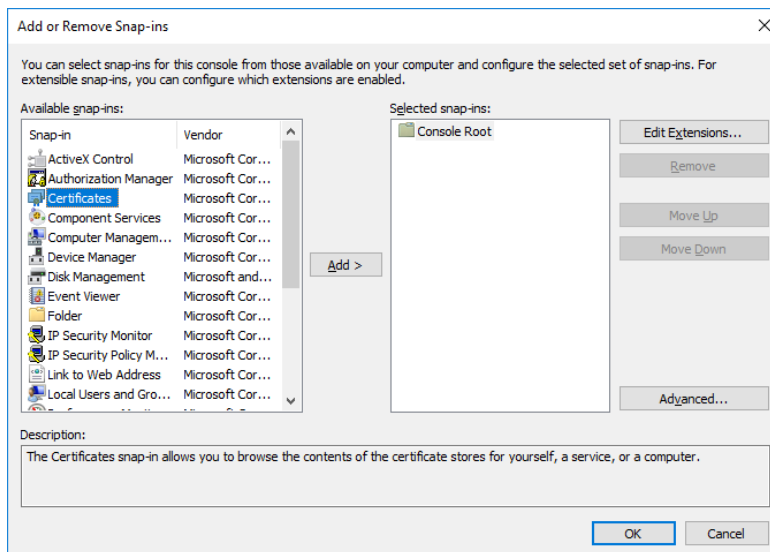 Add or Remove Snap-ins
You can select snap-ins for this console from those available on your computer and configure the selected set of snap-ins. For
extensible snap-ins, you can configure which extensions are enabled.
Available snap-ins:
Snap-in Vendor
ActiveX Control Microsoft Cor...
Authorization Manager Microsoft Cor...
Certificates Microsoft Cor...
Component Services Microsoft Cor...
Computer Managem... Microsoft Cor...
Device Manager Microsoft Cor...
Disk Management Microsoft and...
Event Viewer Microsoft Cor...
Folder Microsoft Cor...
IP Security Monitor Microsoft Cor...
IP Security Policy M... Microsoft Cor...
Link to Web Address Microsoft Cor...
Local Users and Gro... Microsoft Cor...
Add >
Selected snap-ins:
Console Root
Edit Extensions...
Remove
Move Up
Move Down
Advanced...
Description:
The Certificates snap-in allows you to browse the contents of the certificate stores for yourself, a service, or a computer.
OK
Cancel